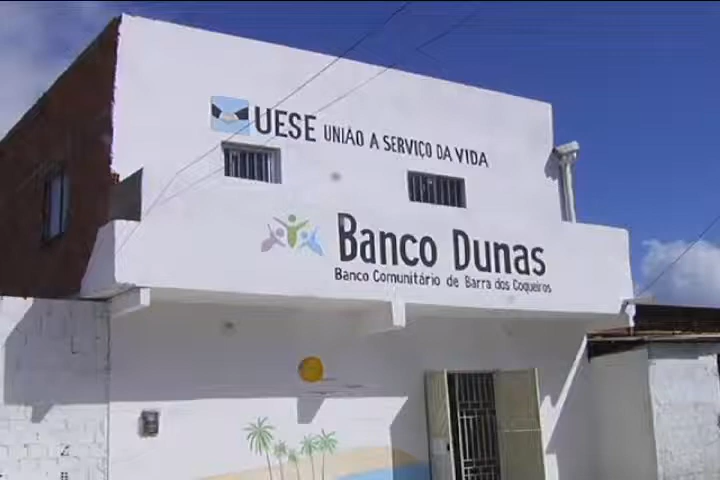 UESE UNIÃO A SERVIÇO DA VIDA
Banco Dunas
Banco Comunitário de Barra dos Coqueiros